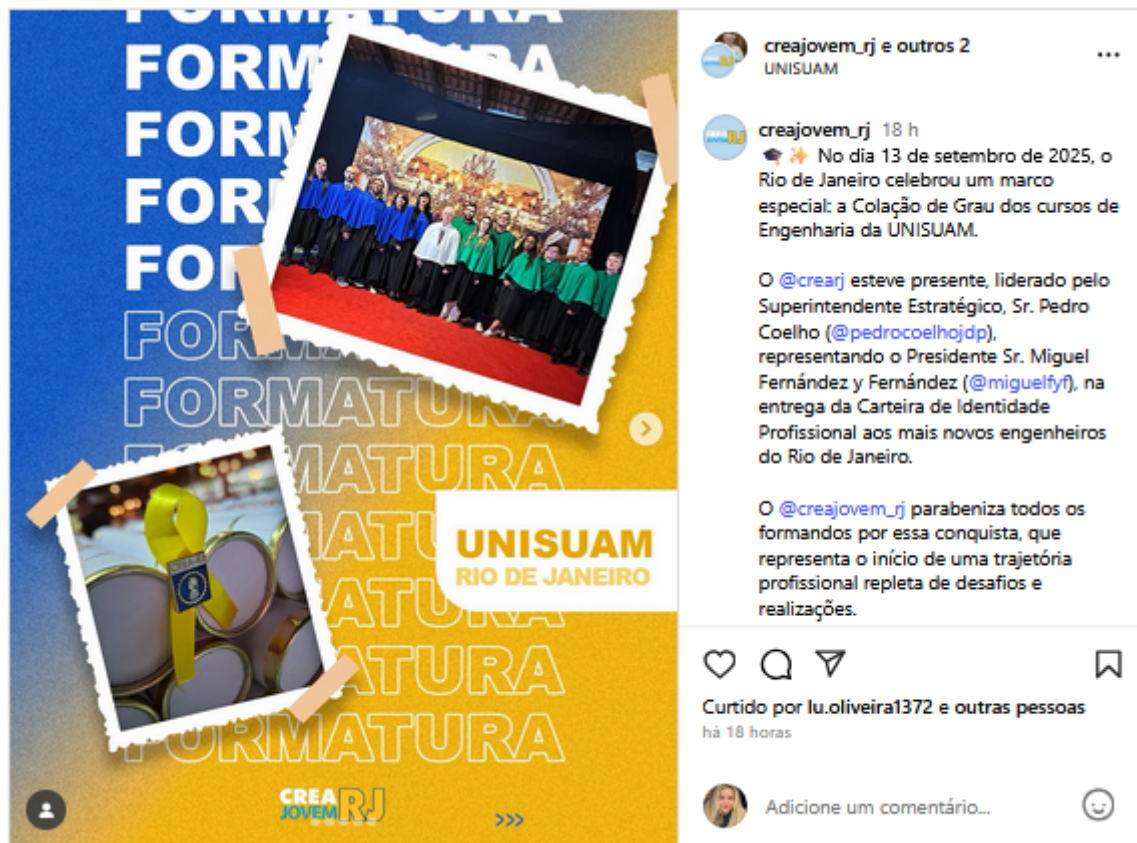 FORMATURA
FORMATURA
FORM
FORM
FORM
FORMATURA
FORMATURA
FORMATURA
FORMATURA
UNISUAM
RIO DE JANEIRO
ATURA
ATURA
FORMATURA
CREA
JOVEM RJ
>>>
creajovem_rj e outros 2
UNISUAM
creajovem_rj 18 h
🎓✨ No dia 13 de setembro de 2025, o
Rio de Janeiro celebrou um marco
especial: a Colação de Grau dos cursos de
Engenharia da UNISUAM.
O @crearj esteve presente, liderado pelo
Superintendente Estratégico, Sr. Pedro
Coelho (@pedrocoelhojdp),
representando o Presidente Sr. Miguel
Fernández y Fernández (@miguelfyf), na
entrega da Carteira de Identidade
Profissional aos mais novos engenheiros
do Rio de Janeiro.
O @creajovem_rj parabeniza todos os
formandos por essa conquista, que
representa o início de uma trajetória
profissional repleta de desafios e
realizações.
Curtido por lu.oliveira1372 e outras pessoas
há 18 horas
Adicione um comentário...